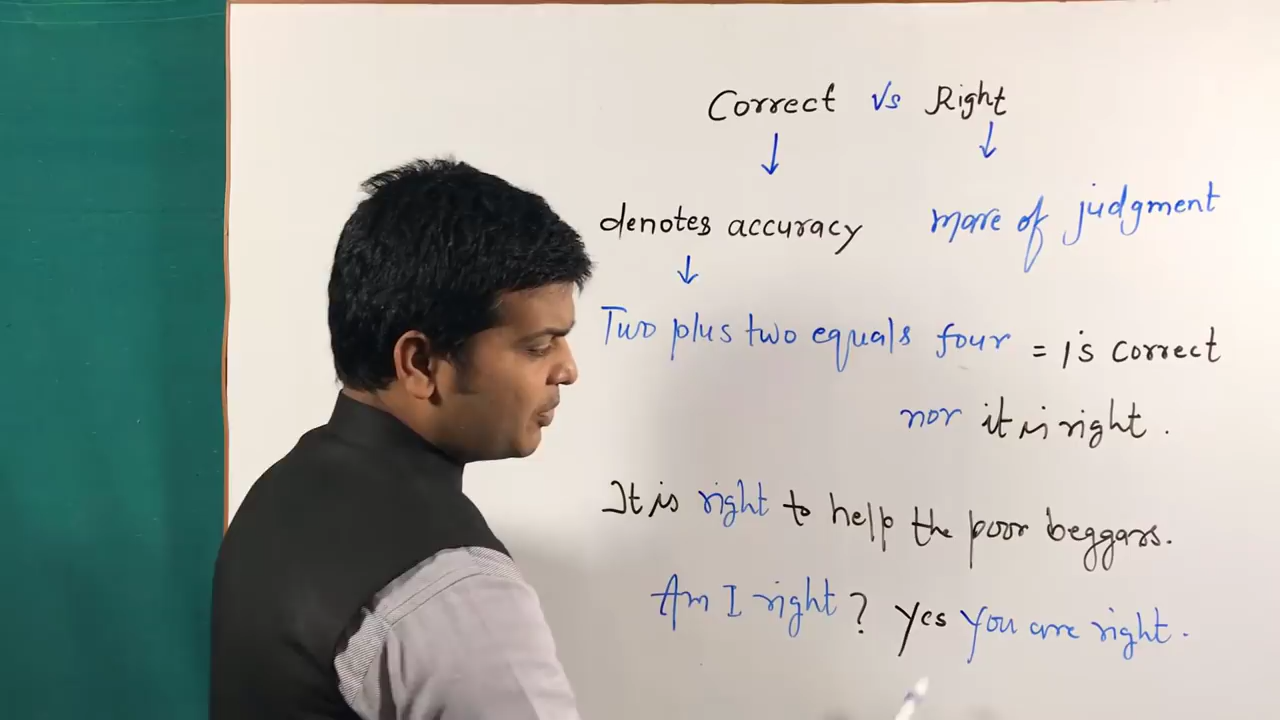 Correct Vs Right
denotes accuracy more of judgment
Two plus two equals four = is correct
nor it is right.
It is right to help the poor beggars.
Am I right? Yes You are right.